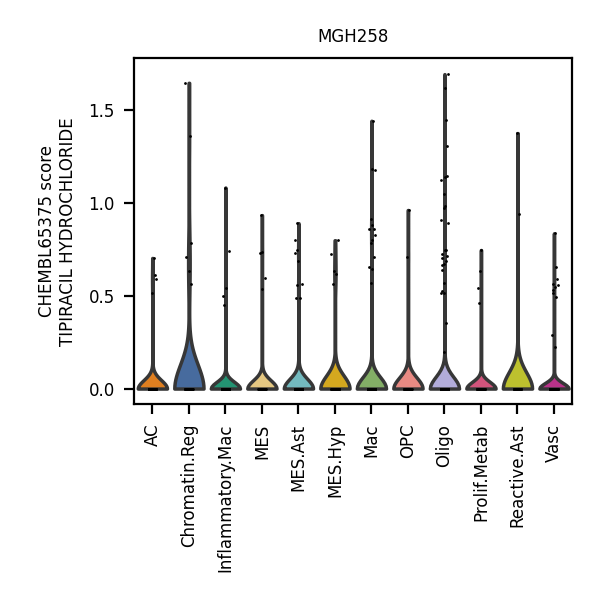 MGH258
CHEMBL65375 score
TIPIRACIL HYDROCHLORIDE
1.5
1.0
0.5
0.0
AC
Chromatin.Reg
Inflammatory.Mac
MES
MES.Ast
MES.Hyp
Mac
OPC
Oligo
Prolif.Metab
Reactive.Ast
Vasc